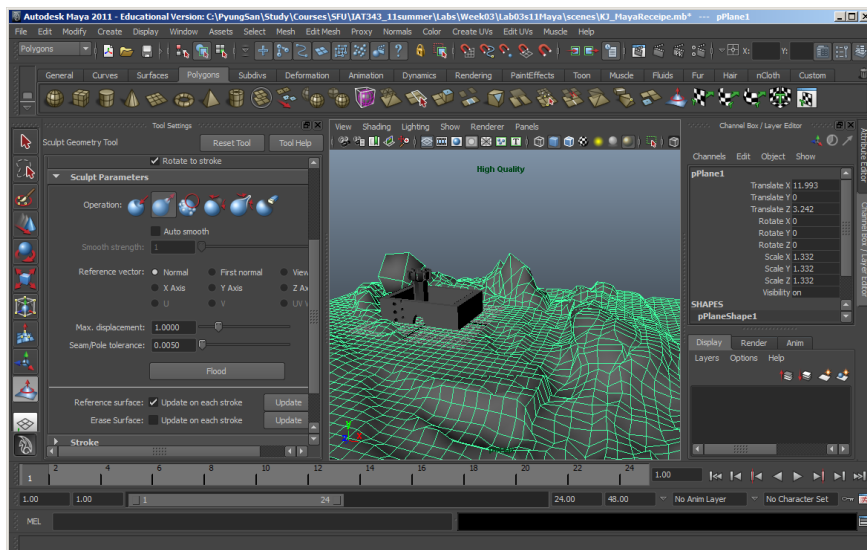 Autodesk Maya 2011 - Educational Version: C:\PyungSan\Study\Courses\SFU\IAT343_11summer\Labs\Week03\Lab03s11Maya\scenes\KJ_MayaReceipe.mb* --- pPlane1
File Edit Modify Create Display Window Assets Select Mesh Edit Mesh Proxy Normals Color Create UVs Edit UVs Muscle Help
Polygons X: Y:
General Curves Surfaces Polygons Subdivs Deformation Animation Dynamics Rendering PaintEffects Toon Muscle Fluids Fur Hair nCloth Custom
Tool Settings
Sculpt Geometry Tool Reset Tool Tool Help
Rotate to stroke
Sculpt Parameters
Operation:
Auto smooth
Smooth strength: 1
Reference vector: Normal First normal View
X Axis Y Axis Z Ax
U V UV V
Max. displacement: 1.0000
Seam/Pole tolerance: 0.0050
Flood
Reference surface: Update on each stroke Update
Erase Surface: Update on each stroke Update
Stroke
View Shading Lighting Show Renderer Panels
High Quality
Y
X
Z
Channel Box / Layer Editor
Channels Edit Object Show
pPlane1
Translate X 11.993
Translate Y 0
Translate Z 3.242
Rotate X 0
Rotate Y 0
Rotate Z 0
Scale X 1.332
Scale Y 1.332
Scale Z 1.332
Visibility on
SHAPES
pPlaneShape1
Display Render Anim
Layers Options Help
Attribute Editor
Channel Box / Layer Editor
2 4 6 8 10 12 14 16 18 20 22 24
1 1.00
1.00 1.00 1 24 24.00 48.00 No Anim Layer No Character Set
MEL